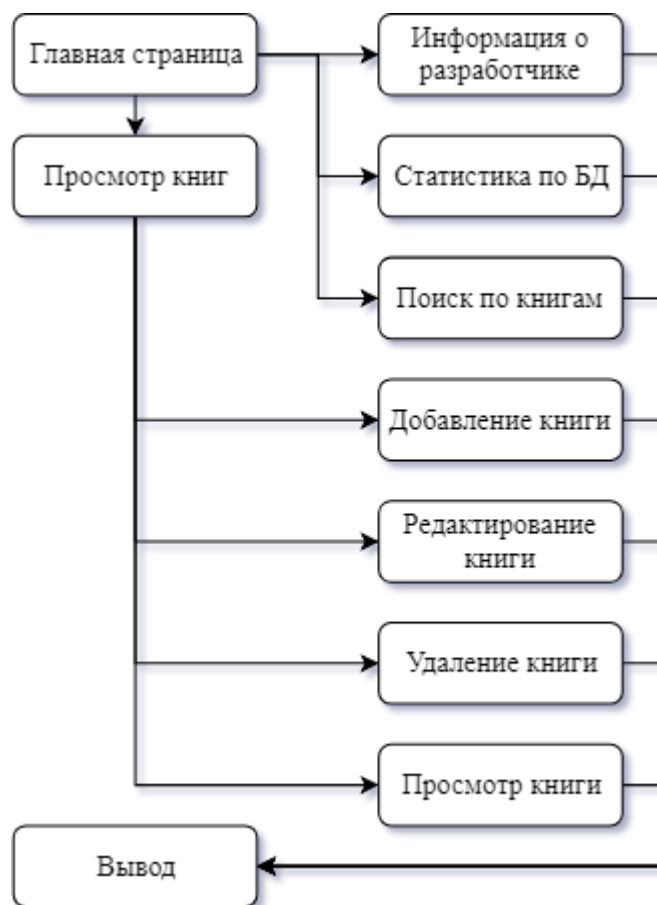 Главная страница
Информация о
разработчике
Просмотр книг
Статистика по БД
Поиск по книгам
Добавление книги
Редактирование
книги
Удаление книги
Просмотр книги
Вывод